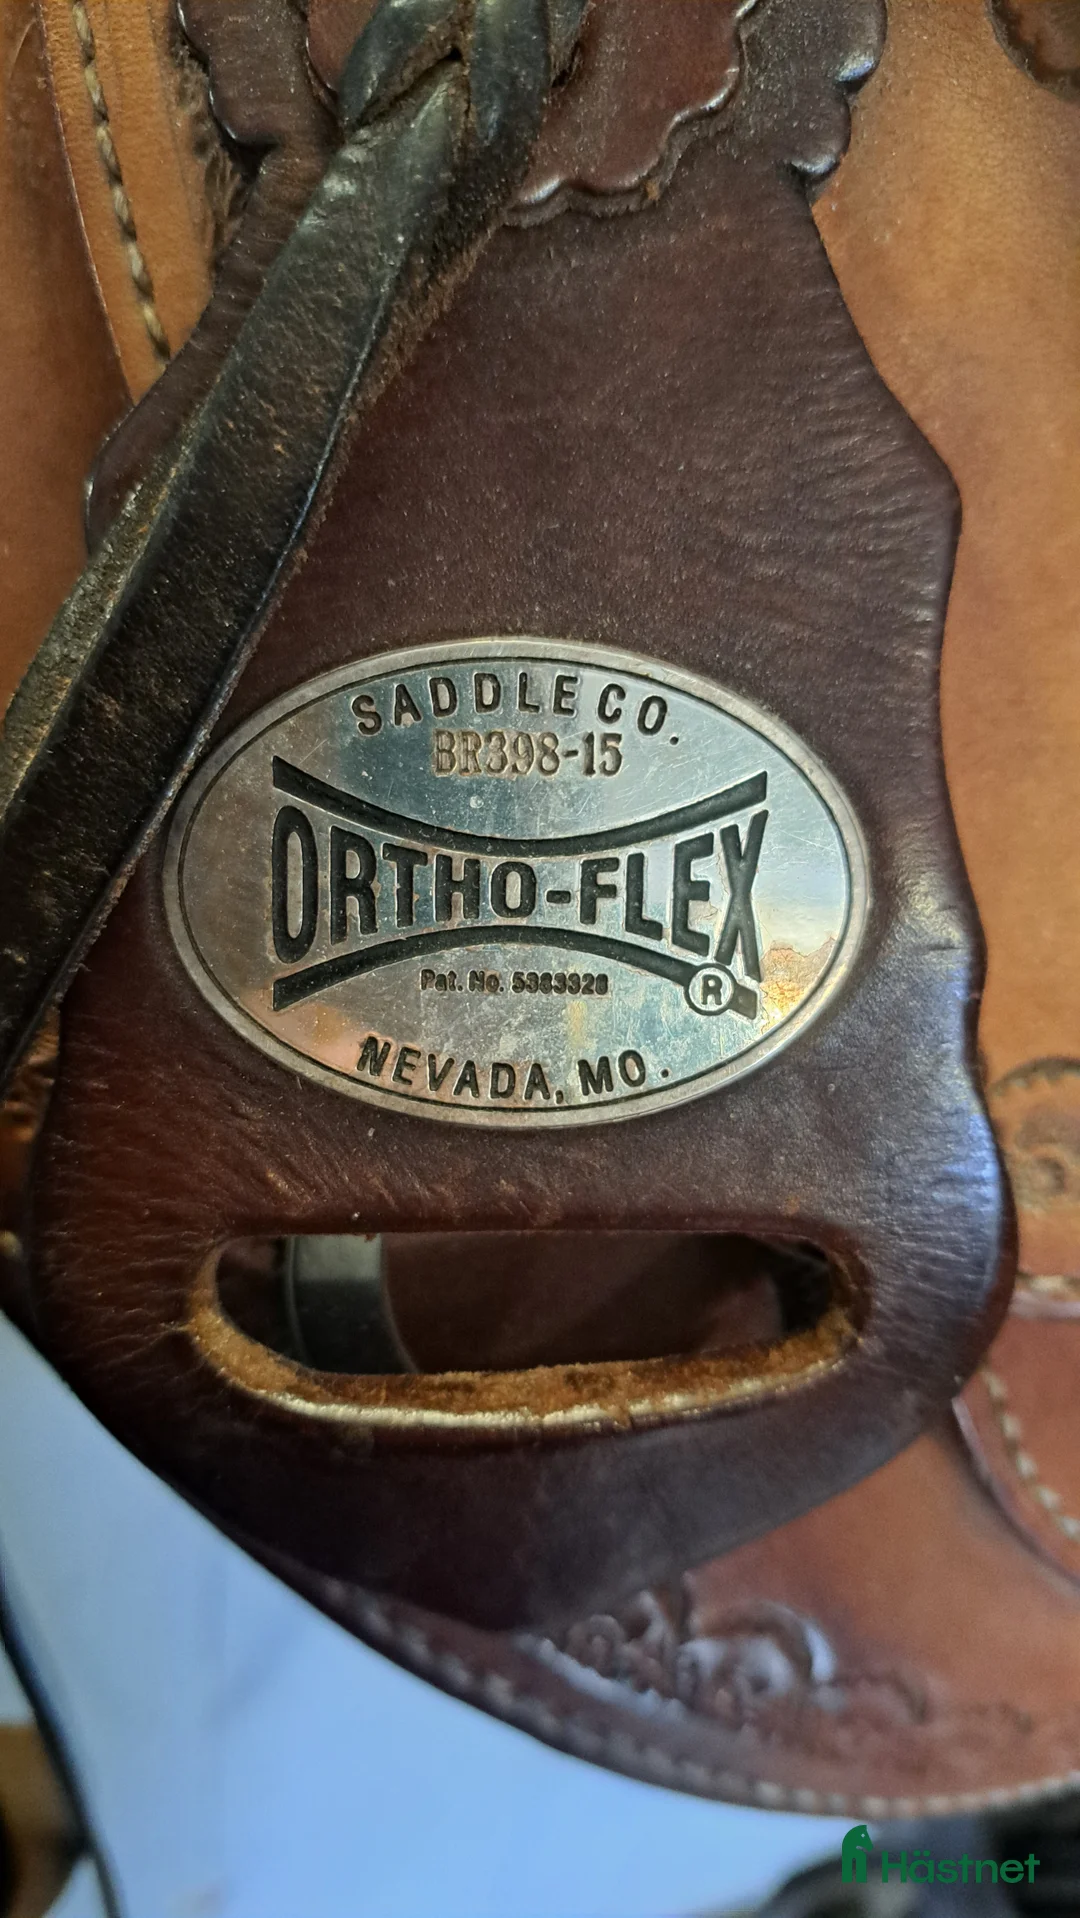 SADDLE CO.
BR398-15
ORTHO-FLEX
®
Pat. No. 5383328
NEVADA, MO.
Hästnet